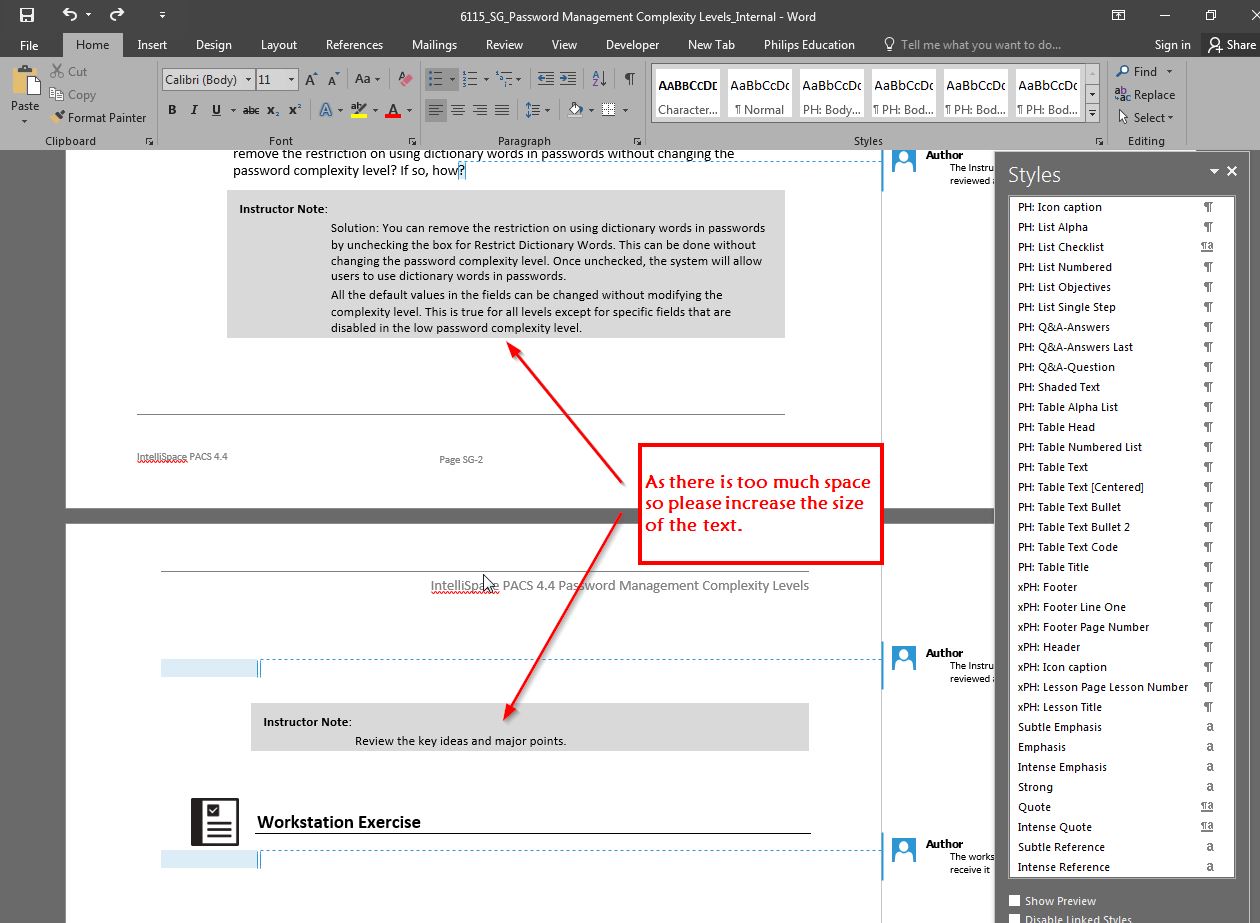 6115_SG_Password Management Complexity Levels_Internal - Word
File Home Insert Design Layout References Mailings Review View Developer New Tab Philips Education Tell me what you want to do... Sign in Share
Paste
Cut
Copy
Format Painter
Clipboard
Calibri (Body) 11
Font
Paragraph
AaBbCcDt AaBbCcDc AaBbCcDc AaBbCcDc AaBbCcDc AaBbCcDc
Character... ¶ Normal PH: Body... ¶ PH: Bod... ¶ PH: Bod... ¶ PH: Bod...
Styles
Find
Replace
Select
Editing
remove the restriction on using dictionary words in passwords without changing the
password complexity level? If so, how?
Instructor Note:
Solution: You can remove the restriction on using dictionary words in passwords
by unchecking the box for Restrict Dictionary Words. This can be done without
changing the password complexity level. Once unchecked, the system will allow
users to use dictionary words in passwords.
All the default values in the fields can be changed without modifying the
complexity level. This is true for all levels except for specific fields that are
disabled in the low password complexity level.
IntelliSpace PACS 4.4
Page SG-2
As there is too much space
so please increase the size
of the text.
IntelliSpace PACS 4.4 Password Management Complexity Levels
Instructor Note:
Review the key ideas and major points.
Workstation Exercise
Author
The Instru
reviewed a
Author
The Instru
reviewed a
Author
The works
receive it
Styles
PH: Icon caption
PH: List Alpha
PH: List Checklist
PH: List Numbered
PH: List Objectives
PH: List Single Step
PH: Q&A-Answers
PH: Q&A-Answers Last
PH: Q&A-Question
PH: Shaded Text
PH: Table Alpha List
PH: Table Head
PH: Table Numbered List
PH: Table Text
PH: Table Text [Centered]
PH: Table Text Bullet
PH: Table Text Bullet 2
PH: Table Text Code
PH: Table Title
xPH: Footer
xPH: Footer Line One
xPH: Footer Page Number
xPH: Header
xPH: Icon caption
xPH: Lesson Page Lesson Number
xPH: Lesson Title
Subtle Emphasis
Emphasis
Intense Emphasis
Strong
Quote
Intense Quote
Subtle Reference
Intense Reference
Show Preview
Disable Linked Styles